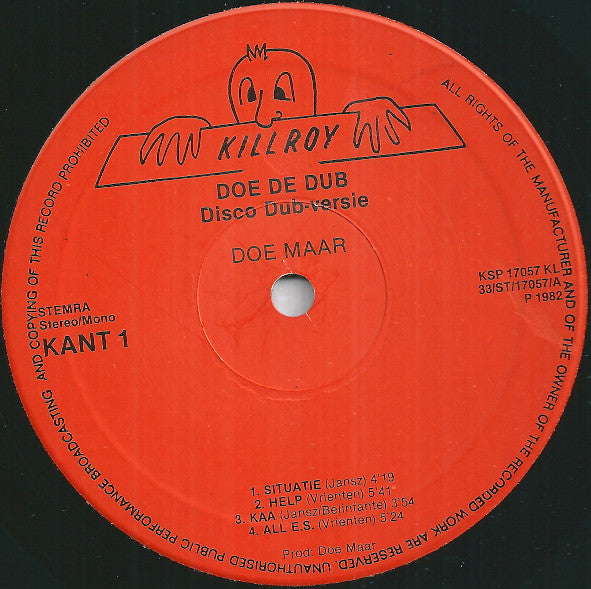 KILLROY
DOE DE DUB
Disco Dub-versie
DOE MAAR
KSP 17057 KL
33/ST/17057/A
P 1982
STEMRA
Stereo/Mono
KANT 1
1. SITUATIE (Jansz) 4'19
2. HELP (Vrienten) 5'41
3. KAA (Jansz/Belinfante) 3'54
4. ALL E.S. (Vrienten) 5'24
Prod: Doe Maar
ALL RIGHTS OF THE MANUFACTURER AND OF THE OWNER OF THE RECORDED WORK ARE RESERVED. UNAUTHORISED PUBLIC PERFORMANCE BROADCASTING AND COPYING OF THIS RECORD PROHIBITED